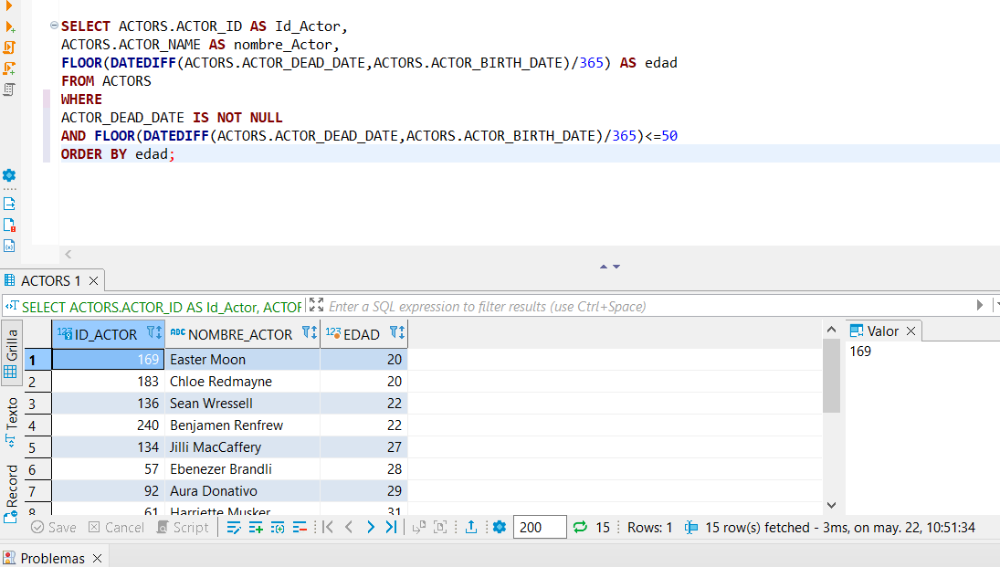 SELECT ACTORS.ACTOR_ID AS Id_Actor,
ACTORS.ACTOR_NAME AS nombre_Actor,
FLOOR(DATEDIFF(ACTORS.ACTOR_DEAD_DATE,ACTORS.ACTOR_BIRTH_DATE)/365) AS edad
FROM ACTORS
WHERE
ACTOR_DEAD_DATE IS NOT NULL
AND FLOOR(DATEDIFF(ACTORS.ACTOR_DEAD_DATE,ACTORS.ACTOR_BIRTH_DATE)/365)<=50
ORDER BY edad;
ACTORS 1
SELECT ACTORS.ACTOR_ID AS Id_Actor, ACTOR
Enter a SQL expression to filter results (use Ctrl+Space)
Grilla
Texto
Record
123 ID_ACTOR ABC NOMBRE_ACTOR 123 EDAD
1 169 Easter Moon 20
2 183 Chloe Redmayne 20
3 136 Sean Wressell 22
4 240 Benjamen Renfrew 22
5 134 Jilli MacCaffery 27
6 57 Ebenezer Brandli 28
7 92 Aura Donativo 29
8 61 Harriette Musker 31
Valor
169
Save Cancel Script 200 15 Rows: 1 15 row(s) fetched - 3ms, on may. 22, 10:51:34
Problemas